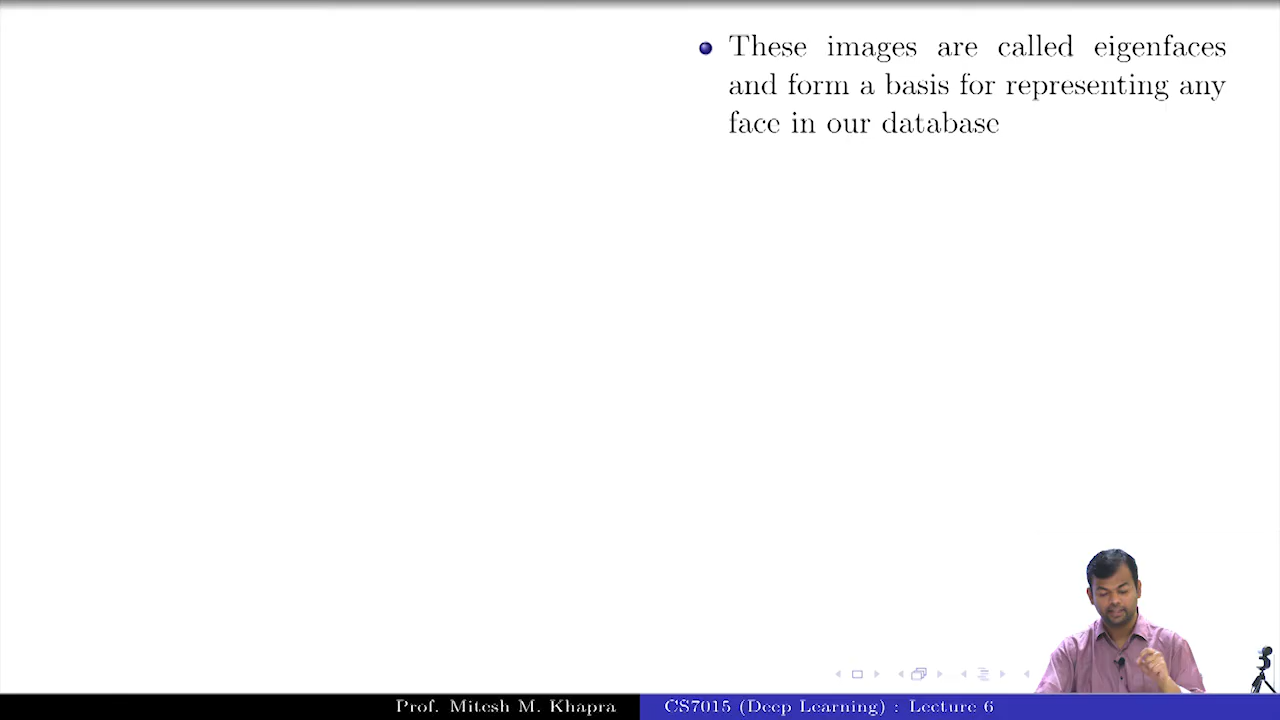 These images are called eigenfaces
and form a basis for representing any
face in our database
Prof. Mitesh M. Khapra
CS7015 (Deep Learning) : Lecture 6